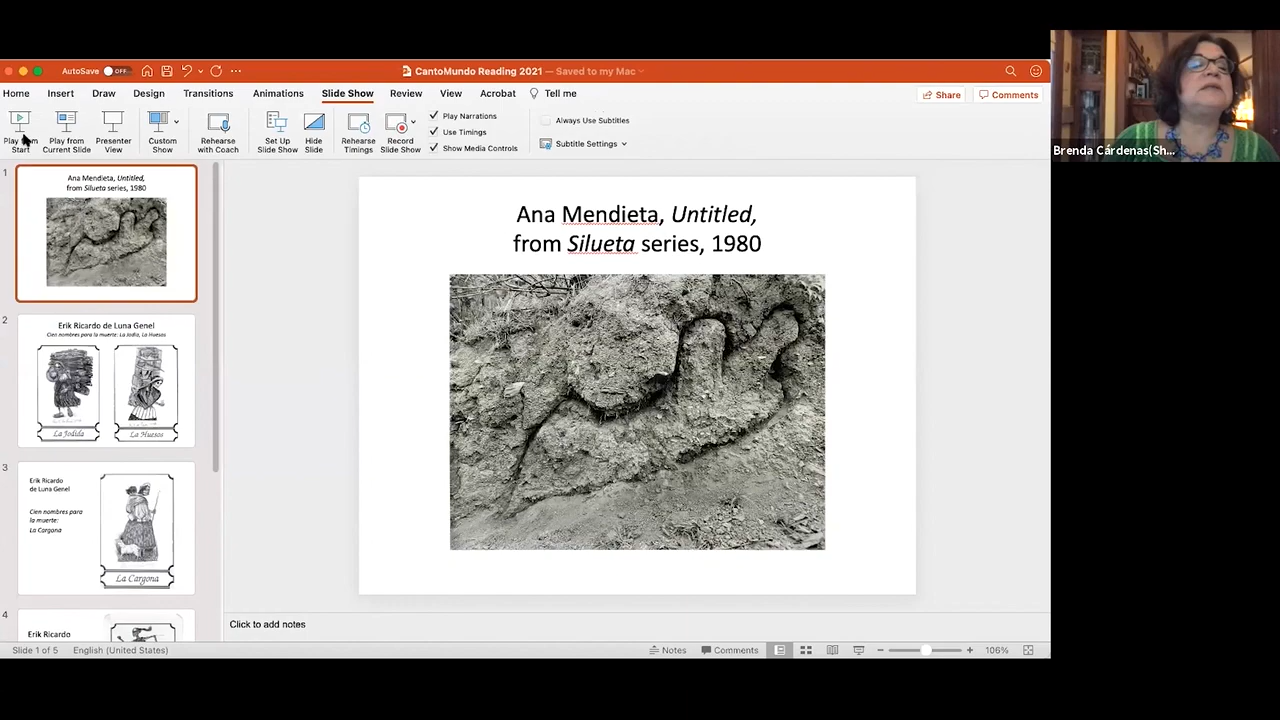 AutoSave OFF
CantoMundo Reading 2021 — Saved to my Mac
Home Insert Draw Design Transitions Animations Slide Show Review View Acrobat Tell me
Share Comments
Play from Start
Play from Current Slide
Presenter View
Custom Show
Rehearse with Coach
Set Up Slide Show
Hide Slide
Rehearse Timings
Record Slide Show
Play Narrations
Use Timings
Show Media Controls
Always Use Subtitles
Subtitle Settings
Brenda Cárdenas(Sh...
1
Ana Mendieta, Untitled,
from Silueta series, 1980
2
Erik Ricardo de Luna Genel
Cien nombres para la muerte: La Jodida, La Huesos
La Jodida
La Huesos
3
Erik Ricardo
de Luna Genel
Cien nombres para
la muerte:
La Cargona
La Cargona
4
Erik Ricardo
Ana Mendieta, Untitled,
from Silueta series, 1980
Click to add notes
Slide 1 of 5 English (United States)
Notes Comments
106%